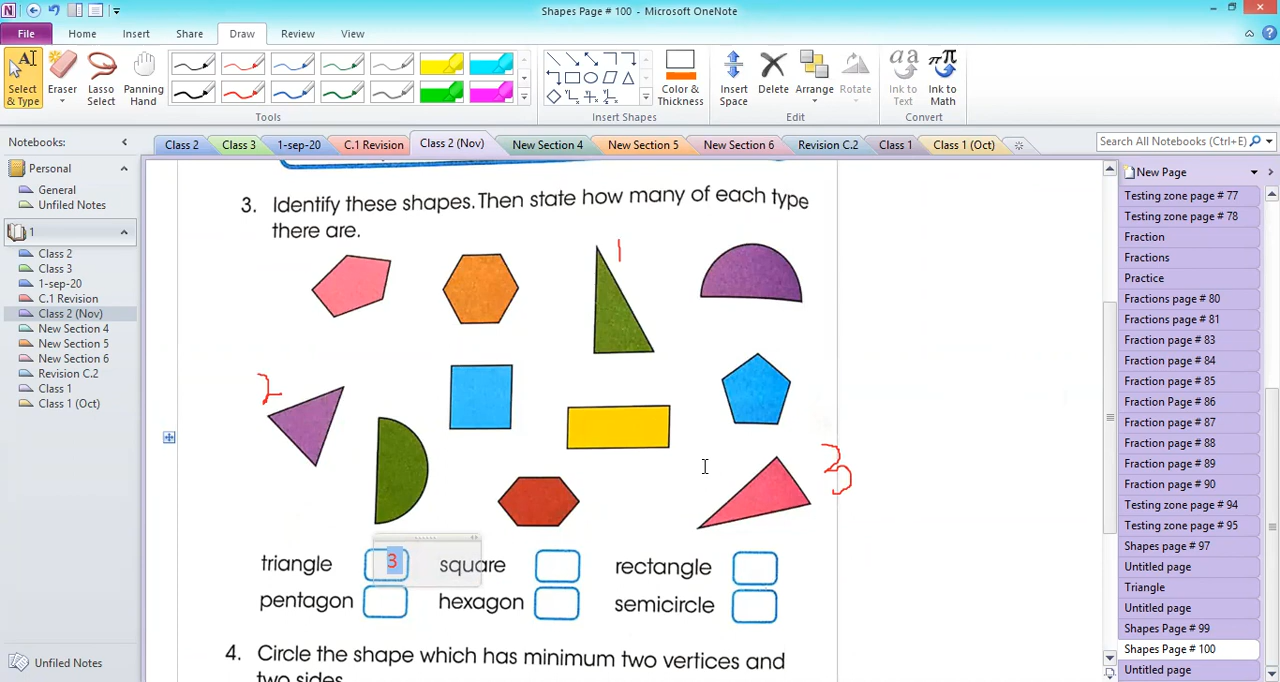 Shapes Page # 100 - Microsoft OneNote
File Home Insert Share Draw Review View
Select & Type
Eraser
Lasso Select
Panning Hand
Color & Thickness
Insert Space
Delete
Arrange
Rotate
Ink to Text
Ink to Math
Tools
Insert Shapes
Edit
Convert
Notebooks:
Class 2 Class 3 1-sep-20 C.1 Revision Class 2 (Nov) New Section 4 New Section 5 New Section 6 Revision C.2 Class 1 Class 1 (Oct)
Search All Notebooks (Ctrl+E)
Personal
General
Unfiled Notes
1
Class 2
Class 3
1-sep-20
C.1 Revision
Class 2 (Nov)
New Section 4
New Section 5
New Section 6
Revision C.2
Class 1
Class 1 (Oct)
Unfiled Notes
3. Identify these shapes. Then state how many of each type
there are.
1
2
3
triangle 3 square rectangle
pentagon hexagon semicircle
4. Circle the shape which has minimum two vertices and
two sides.
New Page
Testing zone page # 77
Testing zone page # 78
Fraction
Fractions
Practice
Fractions page # 80
Fractions page # 81
Fraction page # 83
Fraction page # 84
Fraction page # 85
Fraction Page # 86
Fraction page # 87
Fraction page # 88
Fraction page # 89
Fraction page # 90
Testing zone page # 94
Testing zone page # 95
Shapes page # 97
Untitled page
Triangle
Untitled page
Shapes Page # 99
Shapes Page # 100
Untitled page